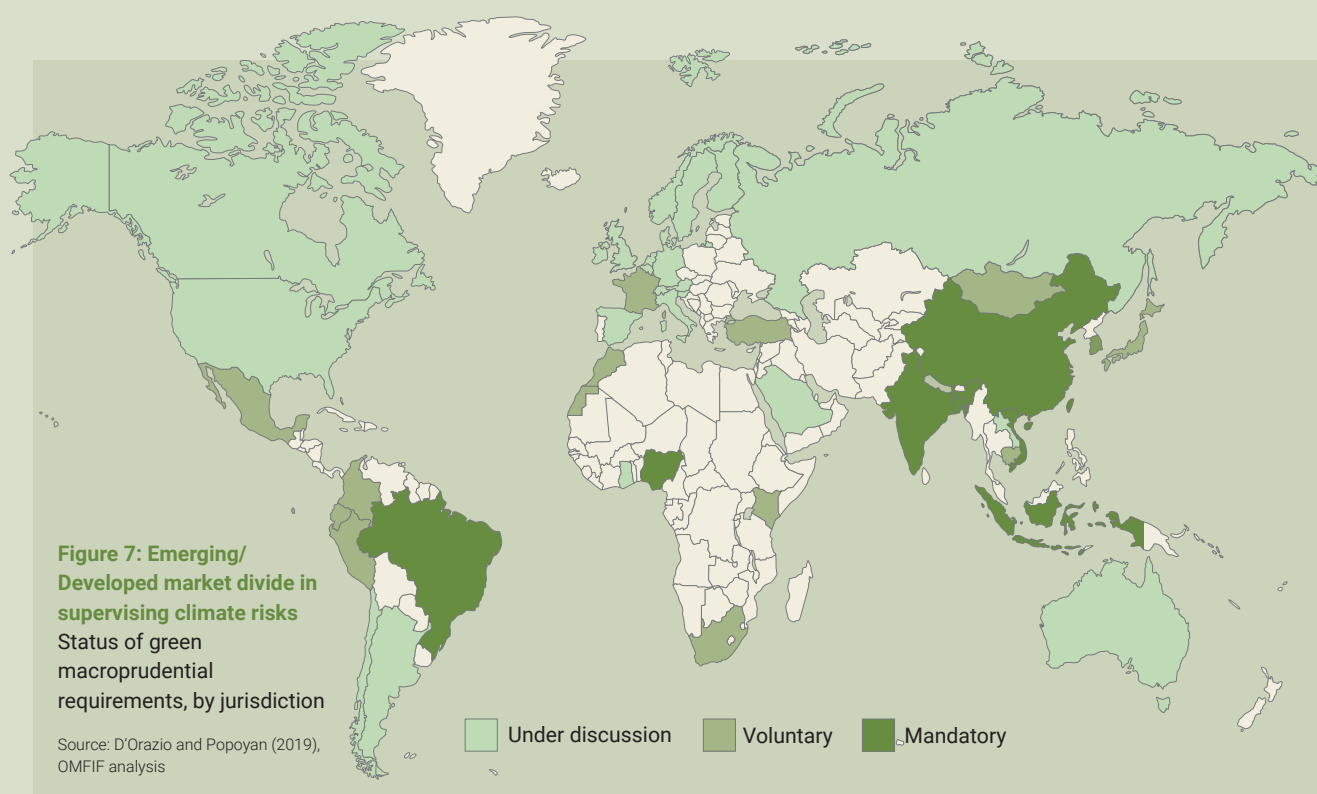 Figure 7: Emerging/
Developed market divide in
supervising climate risks
Status of green
macroprudential
requirements, by jurisdiction
Source: D'Orazio and Popoyan (2019),
OMFIF analysis
Under discussion
Voluntary
Mandatory